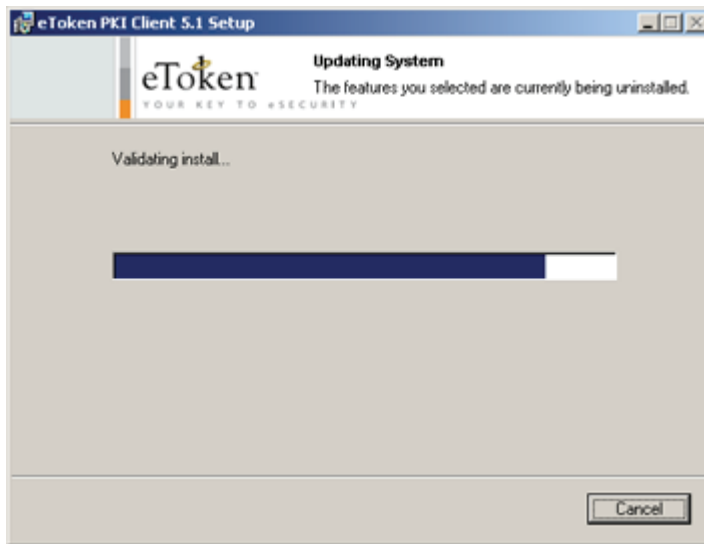 eToken PKI Client 5.1 Setup
eToken
YOUR KEY TO eSECURITY
Updating System
The features you selected are currently being uninstalled.
Validating install...
Cancel